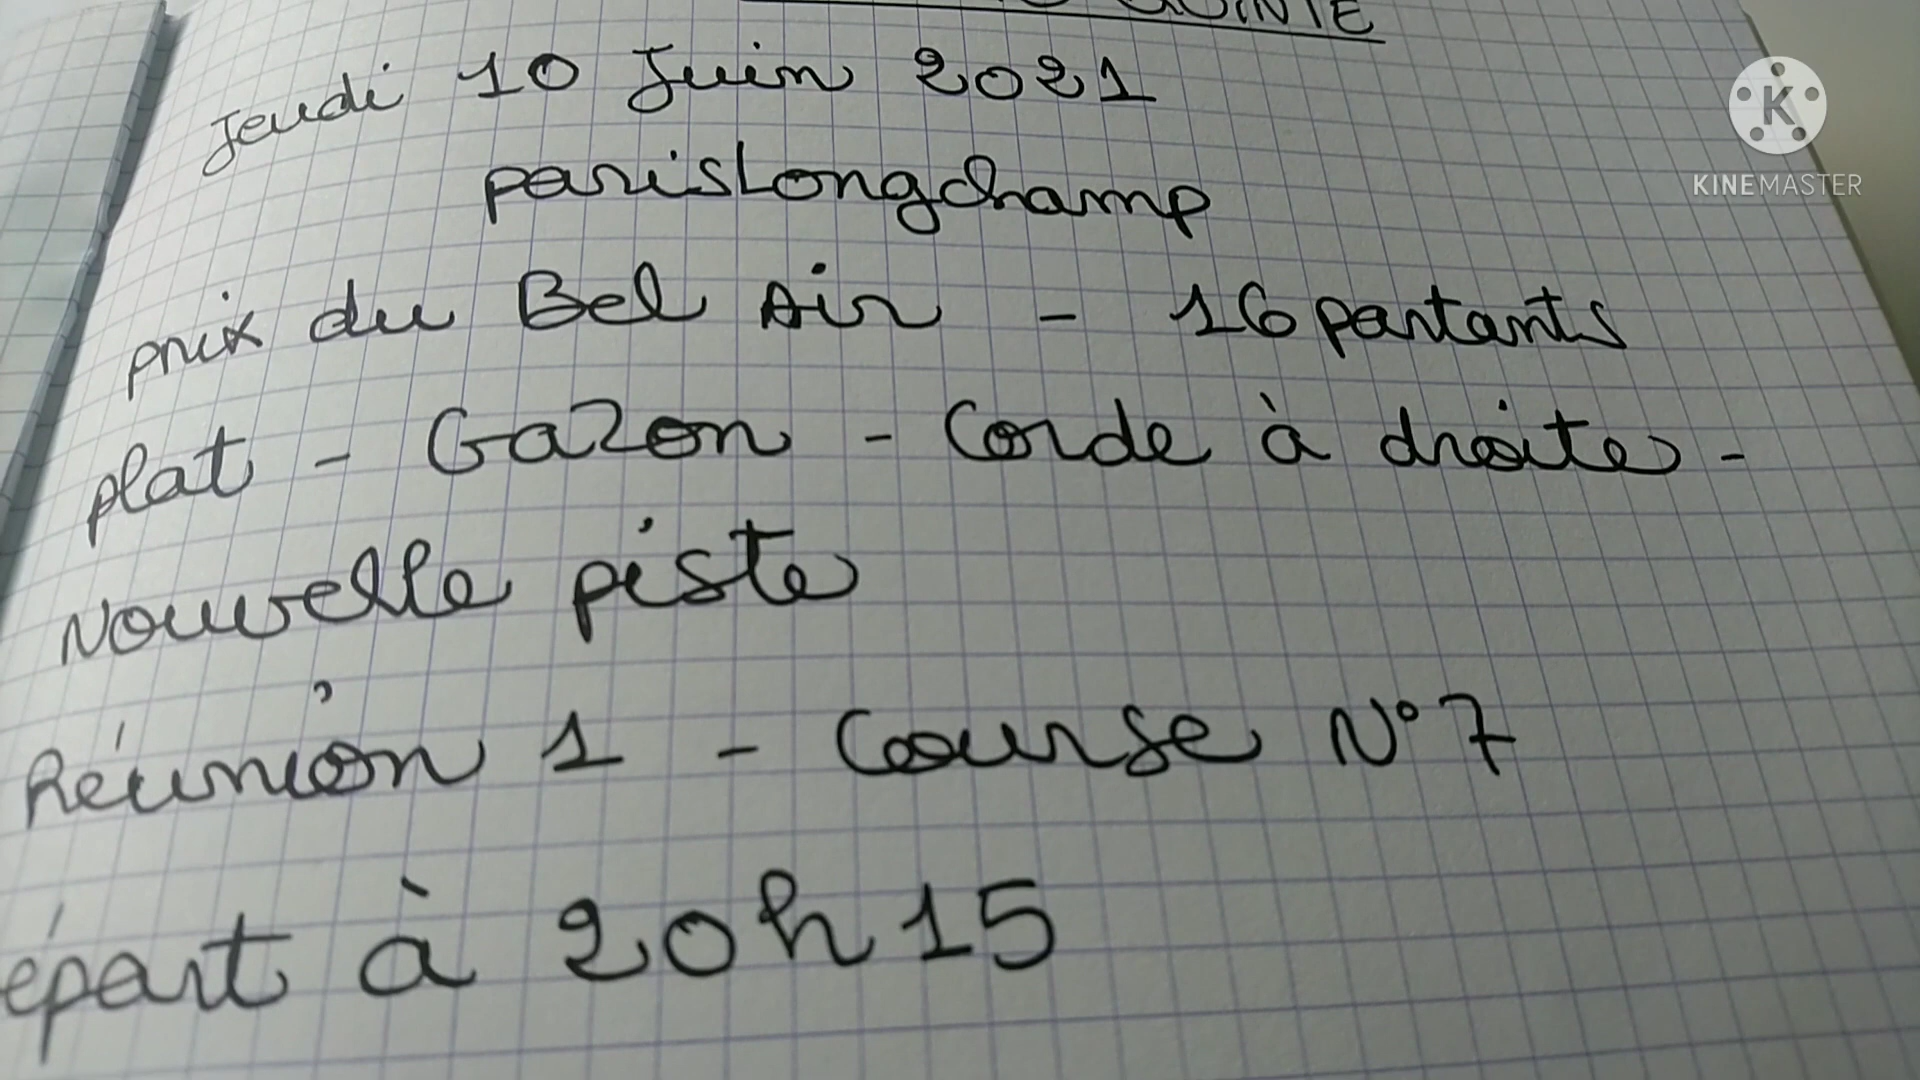 QUINTE
Jeudi 10 Juin 2021
parisLongchamp
prix du Bel Air - 16 partants
plat - Gazon - Corde à droite -
Nouvelle piste
Réunion 1 - Course N° 7
épart à 20h15
KINEMASTER